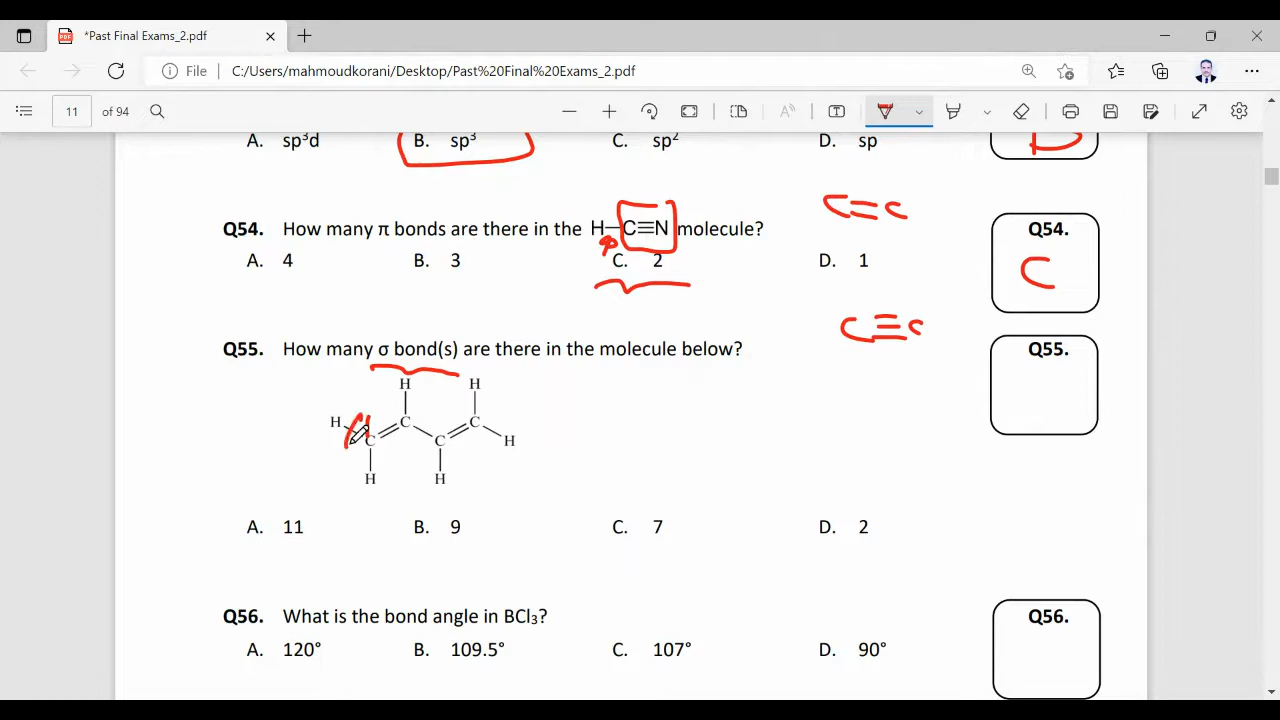 *Past Final Exams_2.pdf
File C:/Users/mahmoudkorani/Desktop/Past%20Final%20Exams_2.pdf
11 of 94
A. sp³d B. sp³ C. sp² D. sp B
C=C
Q54. How many π bonds are there in the H—C≡N molecule? Q54.
A. 4 B. 3 C. 2 D. 1 C
C≡C
Q55. How many σ bond(s) are there in the molecule below? Q55.
H H
H C C
C C H
H H
A. 11 B. 9 C. 7 D. 2
Q56. What is the bond angle in BCl₃? Q56.
A. 120° B. 109.5° C. 107° D. 90°